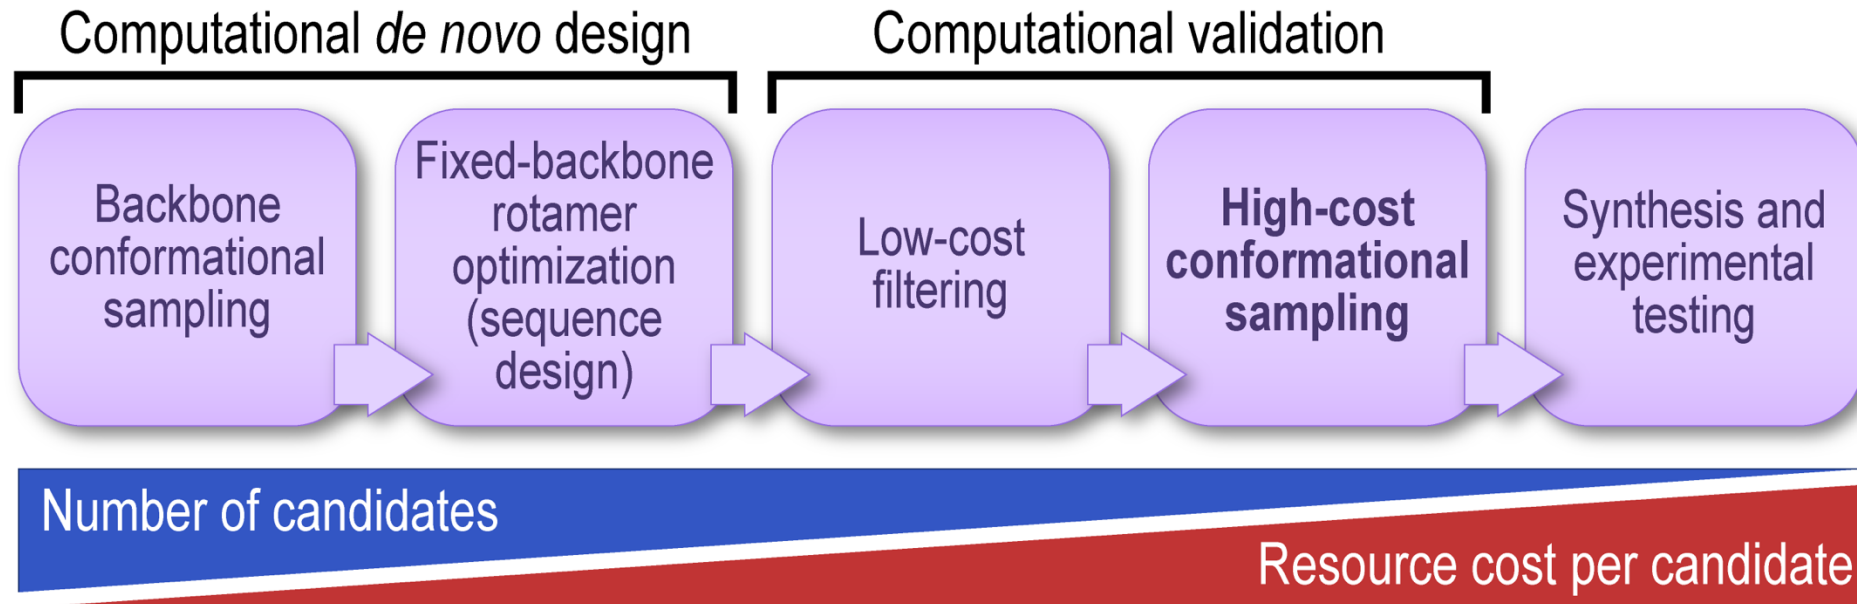 Computational de novo design
Computational validation
Backbone
conformational
sampling
Fixed-backbone
rotamer
optimization
(sequence
design)
Low-cost
filtering
High-cost
conformational
sampling
Synthesis and
experimental
testing
Number of candidates
Resource cost per candidate